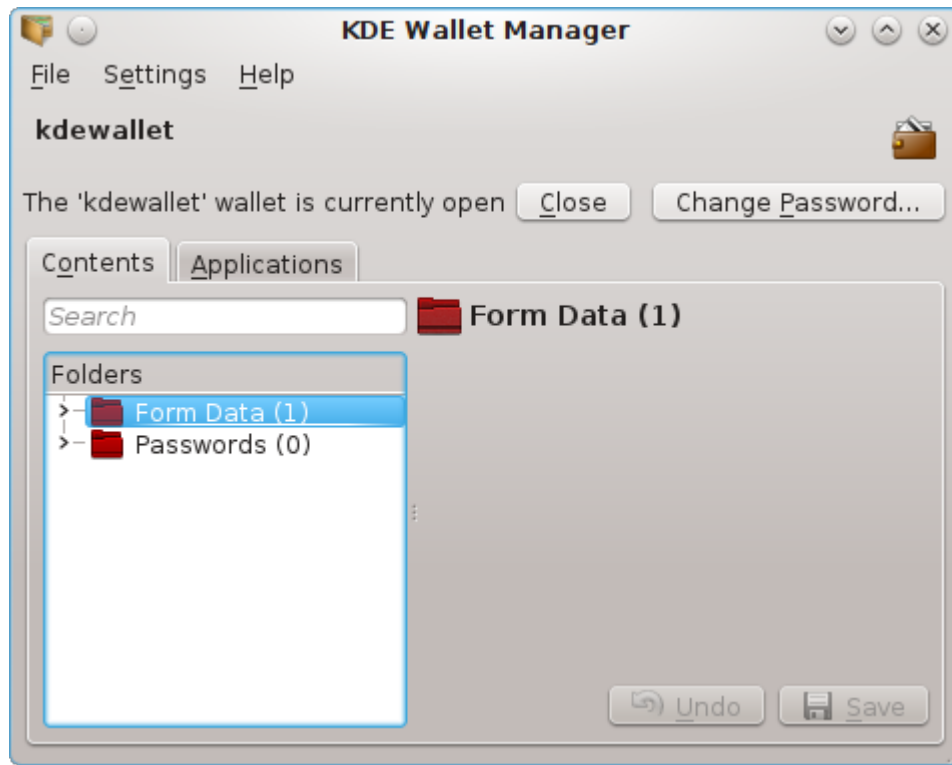 KDE Wallet Manager
File Settings Help
kdewallet
The 'kdewallet' wallet is currently open Close Change Password...
Contents Applications
Search Form Data (1)
Folders
Form Data (1)
Passwords (0)
Undo Save